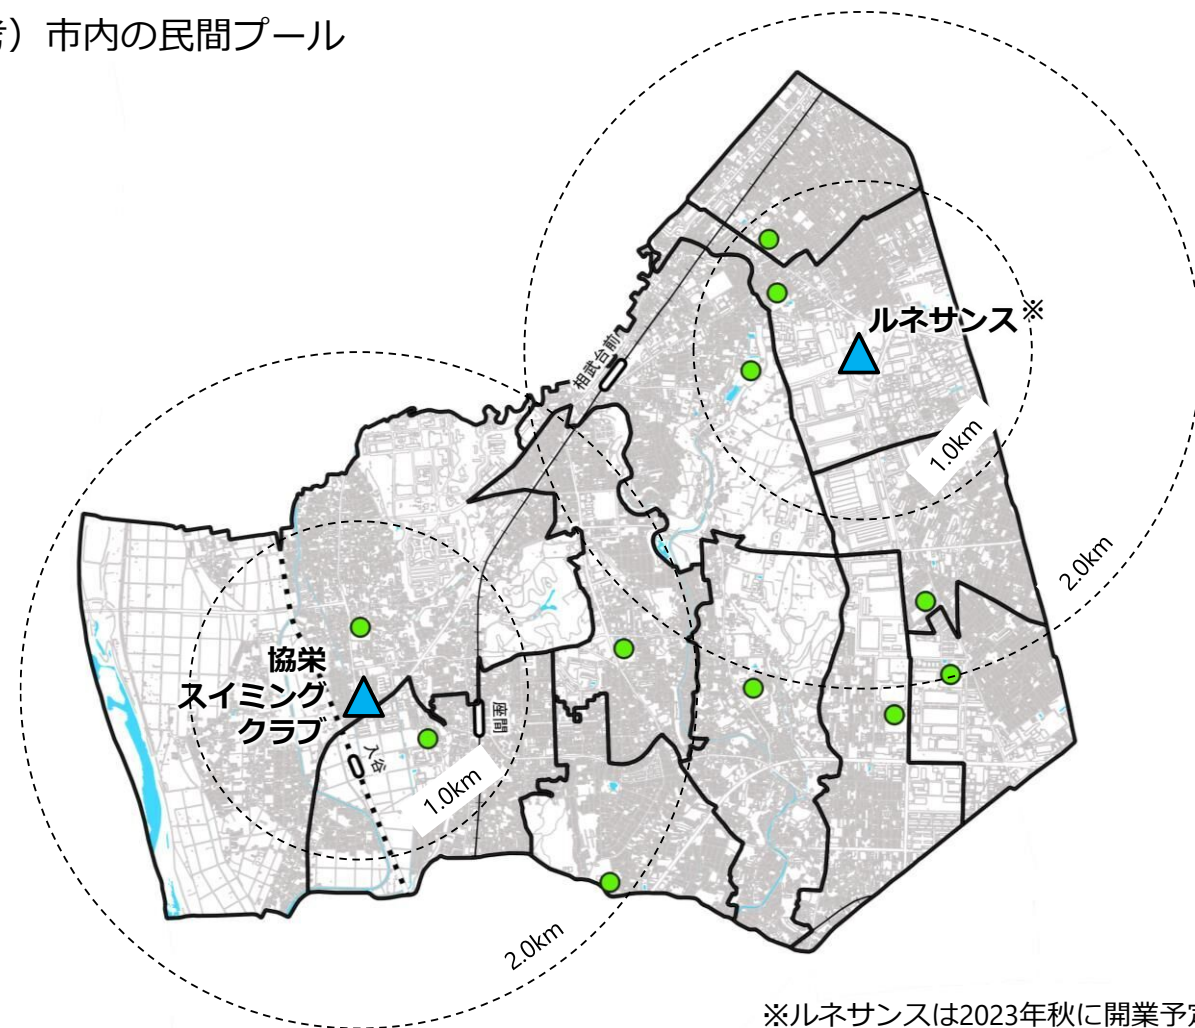 考）市内の民間プール
ルネサンス※
相武台前
1.0km
2.0km
協栄
スイミング
クラブ
座間
入谷
1.0km
2.0km
※ルネサンスは2023年秋に開業予定